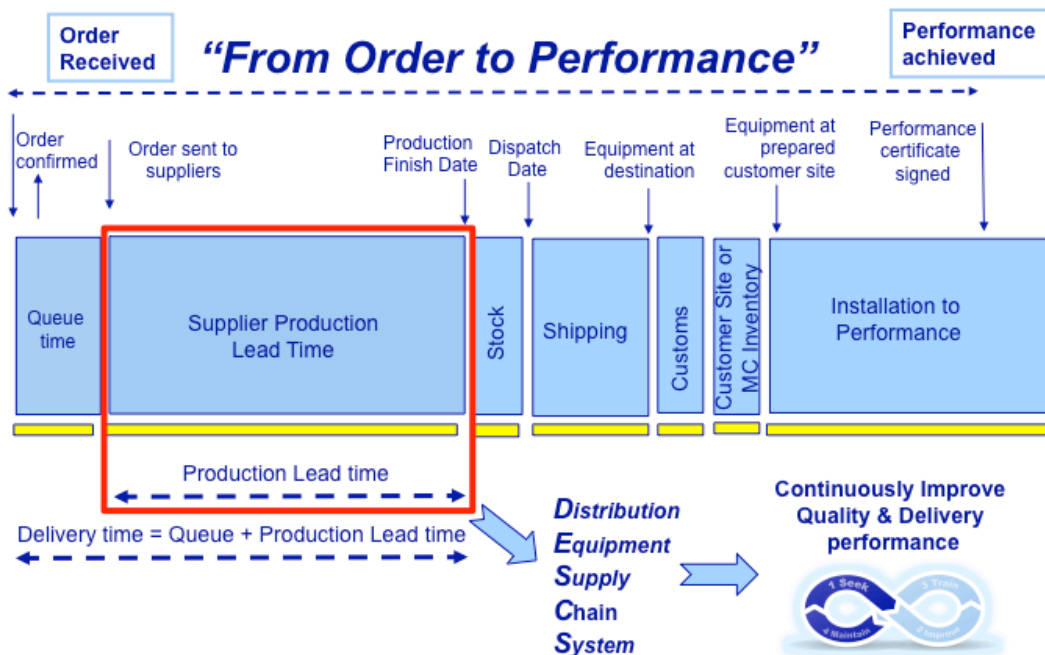 Order
Received
“From Order to Performance”
Performance
achieved
Order
confirmed
Order sent to
suppliers
Production
Finish Date
Dispatch
Date
Equipment at
destination
Equipment at
prepared
customer site
Performance
certificate
signed
Queue
time
Supplier Production
Lead Time
Stock
Shipping
Customs
Customer Site or
MC Inventory
Installation to
Performance
Production Lead time
Delivery time = Queue + Production Lead time
Distribution
Equipment
Supply
Chain
System
Continuously Improve
Quality & Delivery
performance
1 Seek
3 Train
4 Maintain
2 Improve